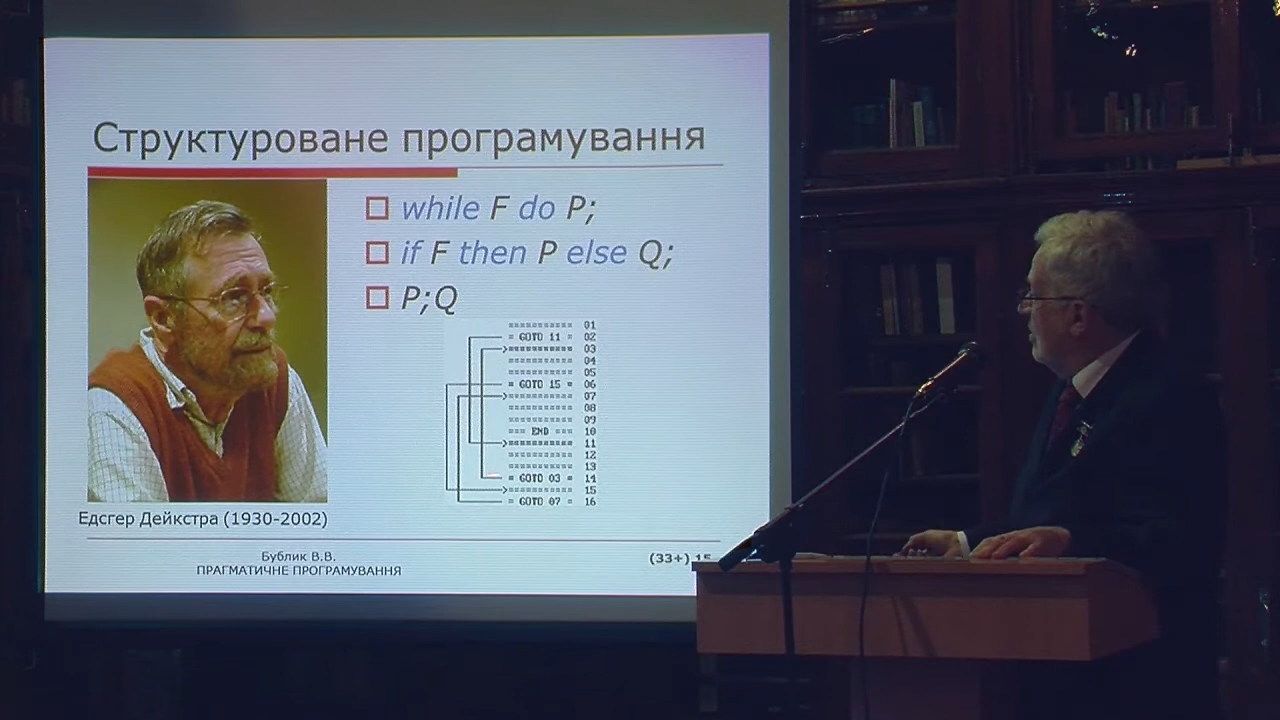 Структуроване програмування
while F do P;
if F then P else Q;
P;Q
========== 01
= GOTO 11 = 02
========== 03
========== 04
========== 05
= GOTO 15 = 06
========== 07
========== 08
========== 09
=== END === 10
========== 11
========== 12
========== 13
= GOTO 03 = 14
========== 15
= GOTO 07 = 16
Едсгер Дейкстра (1930-2002)
Бублик В.В.
ПРАГМАТИЧНЕ ПРОГРАМУВАННЯ
(33+) 15